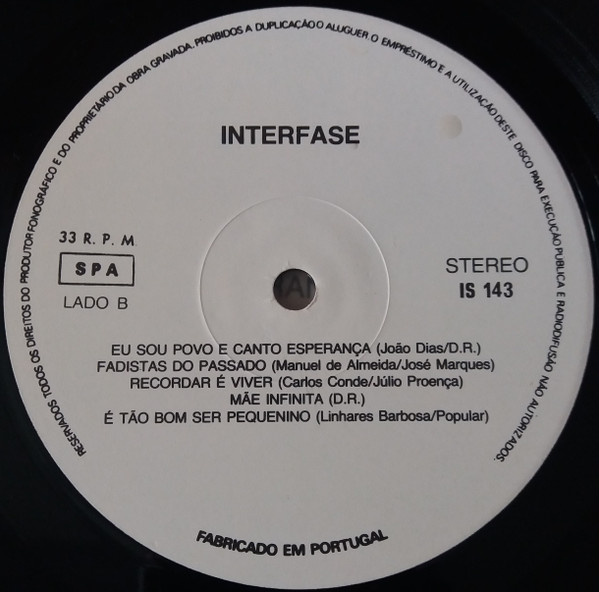 RESERVADOS TODOS OS DIREITOS DO PRODUTOR FONOGRÁFICO E DO PROPRIETÁRIO DA OBRA GRAVADA. PROIBIDOS A DUPLICAÇÃO O ALUGUER. O EMPRÉSTIMO E A UTILIZAÇÃO DESTE DISCO PARA EXECUÇÃO PÚBLICA E RADIODIFUSÃO NÃO AUTORIZADOS.
INTERFASE
33 R. P. M.
SPA
LADO B
STEREO
IS 143
EU SOU POVO E CANTO ESPERANÇA (João Dias/D.R.)
FADISTAS DO PASSADO (Manuel de Almeida/José Marques)
RECORDAR É VIVER (Carlos Conde/Júlio Proença)
MÃE INFINITA (D.R.)
É TÃO BOM SER PEQUENINO (Linhares Barbosa/Popular)
FABRICADO EM PORTUGAL